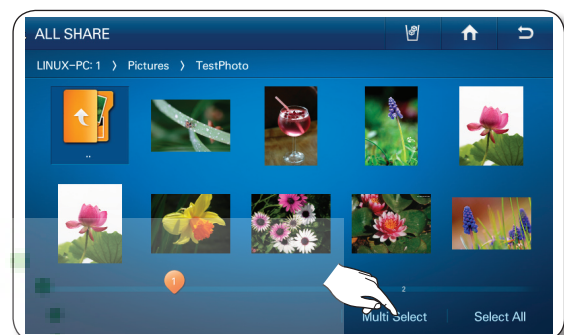 ALL SHARE
LINUX-PC: 1 > Pictures > TestPhoto
..
1
2
Multi Select
Select All